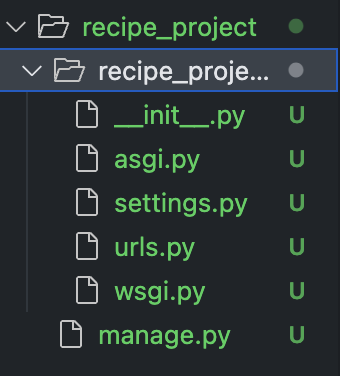 recipe_project
recipe_proje...
__init__.py U
asgi.py U
settings.py U
urls.py U
wsgi.py U
manage.py U